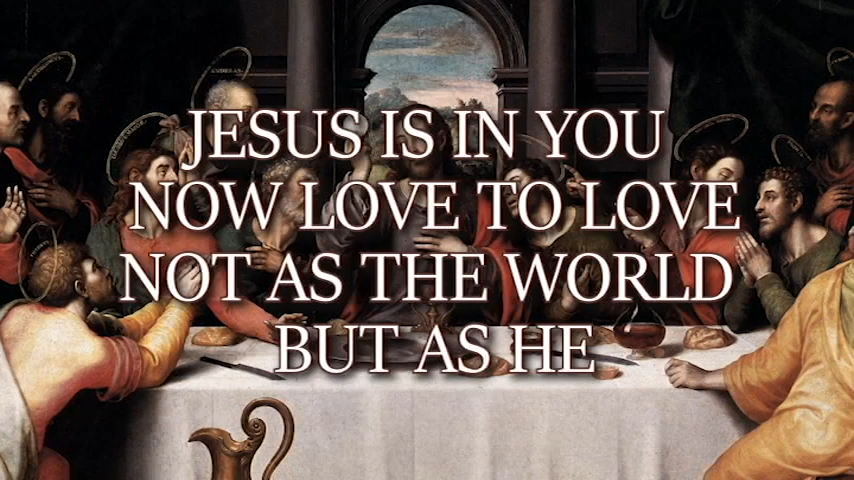 JESUS IS IN YOU
NOW LOVE TO LOVE
NOT AS THE WORLD
BUT AS HE